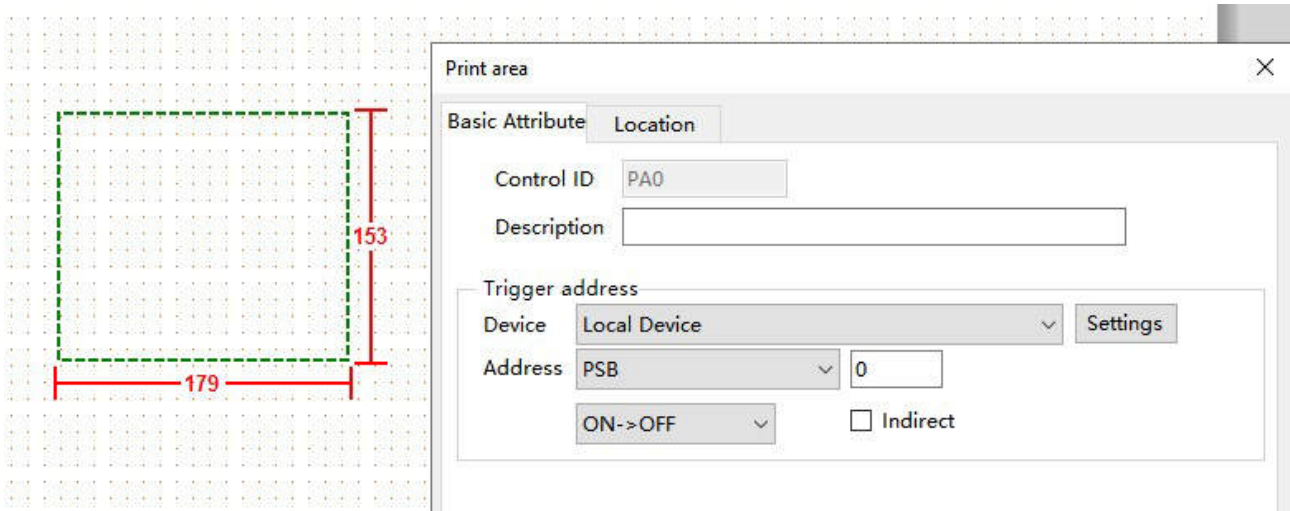 Print area
Basic Attribute Location
Control ID PA0
Description
153
Trigger address
Device Local Device Settings
Address PSB 0
179
ON->OFF Indirect